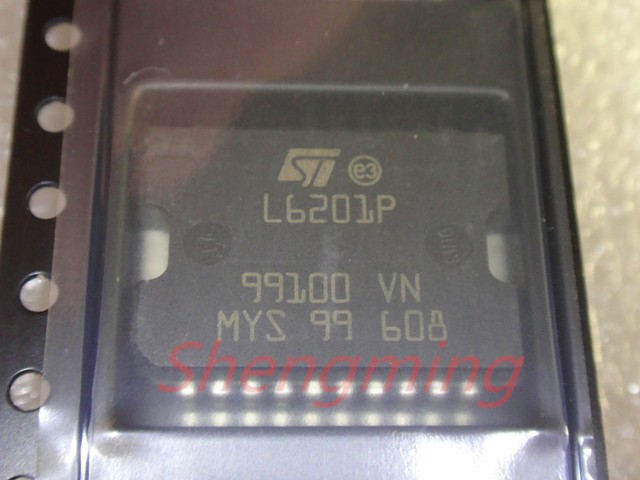 ST e3
L6201P
99100 VN
MYS 99 608
Shengming